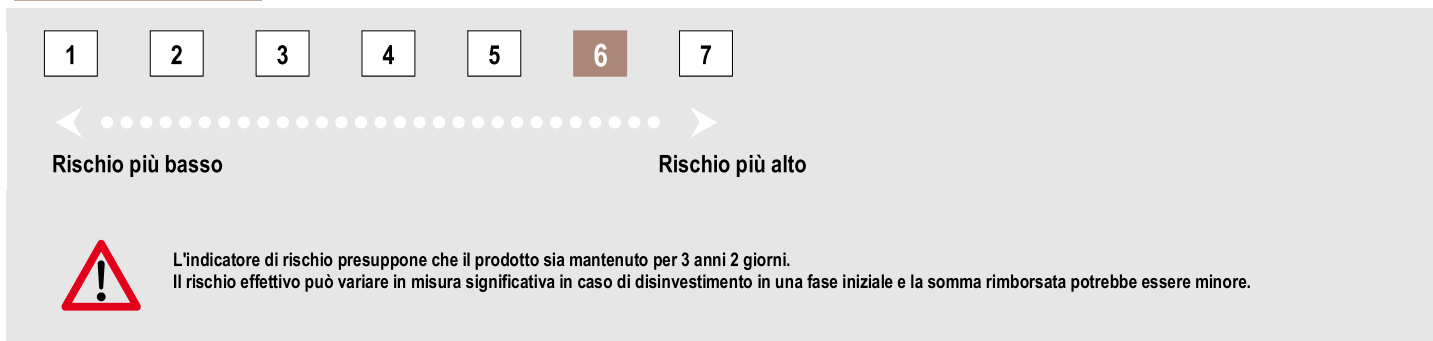 1 2 3 4 5 6 7
Rischio più basso Rischio più alto
L'indicatore di rischio presuppone che il prodotto sia mantenuto per 3 anni 2 giorni.
Il rischio effettivo può variare in misura significativa in caso di disinvestimento in una fase iniziale e la somma rimborsata potrebbe essere minore.